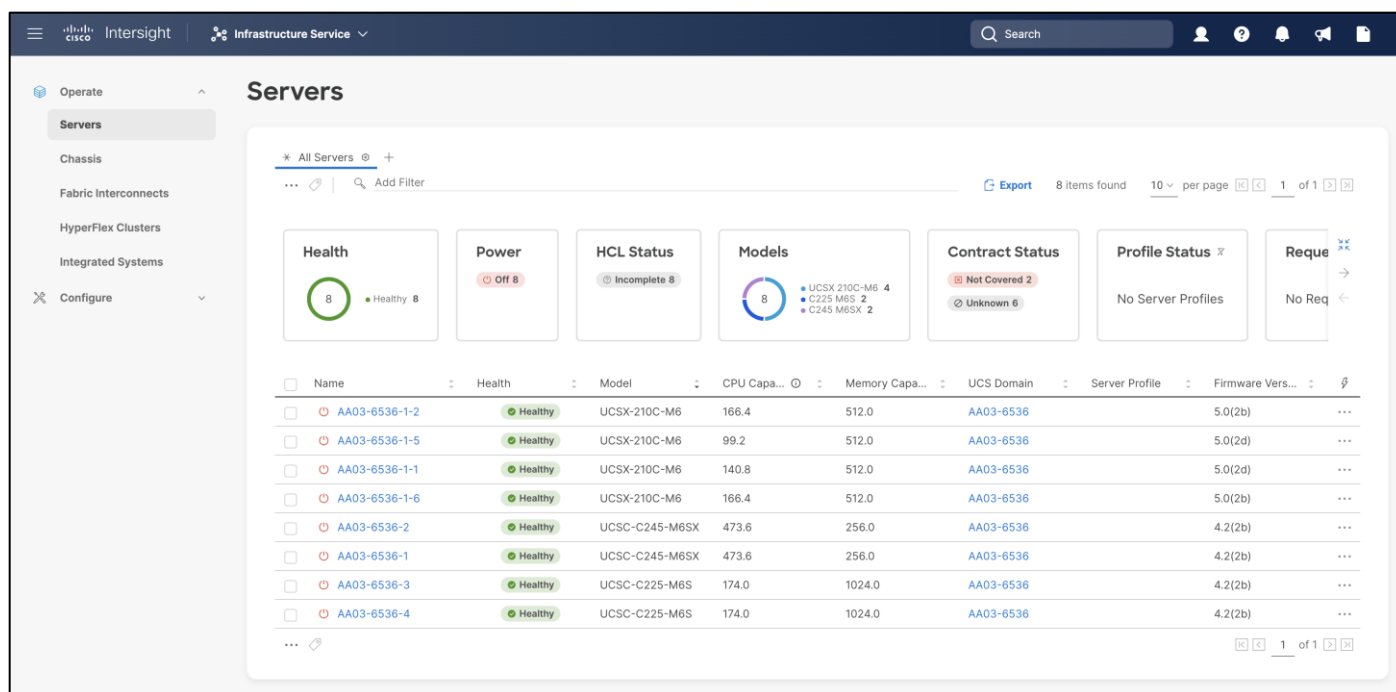 cisco Intersight Infrastructure Service Search
Operate
Servers
Chassis
Fabric Interconnects
HyperFlex Clusters
Integrated Systems
Configure
Servers
All Servers
Add Filter Export 8 items found 10 per page 1 of 1
Health
8 Healthy 8
Power
Off 8
HCL Status
Incomplete 8
Models
8
UCSX 210C-M6 4
C225 M6S 2
C245 M6SX 2
Contract Status
Not Covered 2
Unknown 6
Profile Status
No Server Profiles
Reque
No Req
Name Health Model CPU Capa... Memory Capa... UCS Domain Server Profile Firmware Vers...
AA03-6536-1-2 Healthy UCSX-210C-M6 166.4 512.0 AA03-6536 5.0(2b) ...
AA03-6536-1-5 Healthy UCSX-210C-M6 99.2 512.0 AA03-6536 5.0(2d) ...
AA03-6536-1-1 Healthy UCSX-210C-M6 140.8 512.0 AA03-6536 5.0(2d) ...
AA03-6536-1-6 Healthy UCSX-210C-M6 166.4 512.0 AA03-6536 5.0(2b) ...
AA03-6536-2 Healthy UCSC-C245-M6SX 473.6 256.0 AA03-6536 4.2(2b) ...
AA03-6536-1 Healthy UCSC-C245-M6SX 473.6 256.0 AA03-6536 4.2(2b) ...
AA03-6536-3 Healthy UCSC-C225-M6S 174.0 1024.0 AA03-6536 4.2(2b) ...
AA03-6536-4 Healthy UCSC-C225-M6S 174.0 1024.0 AA03-6536 4.2(2b) ...
1 of 1